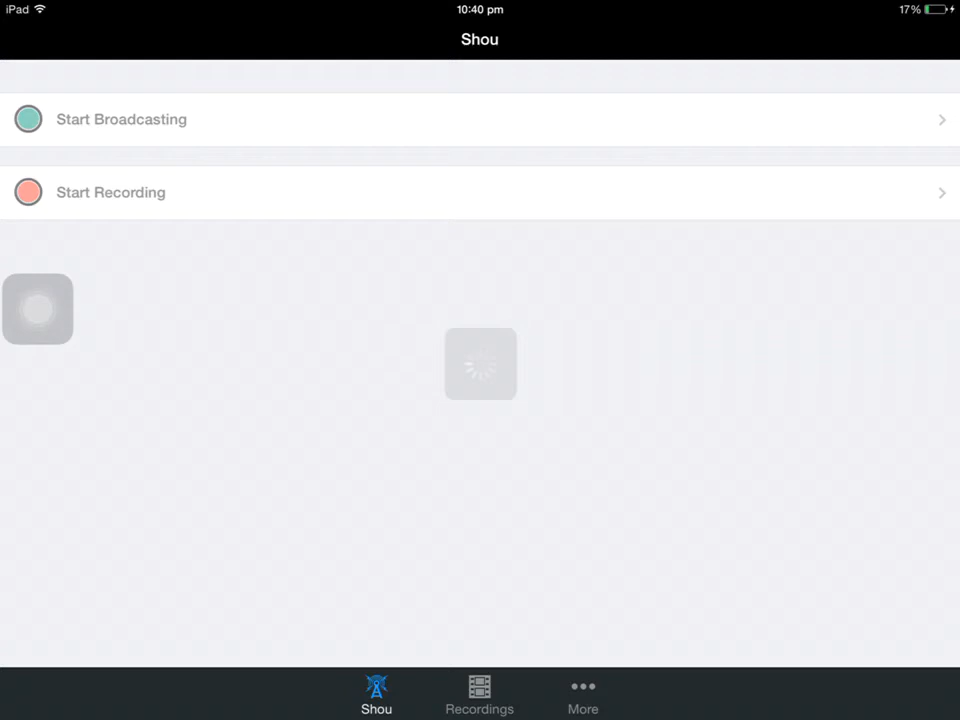 iPad 10:40 pm 17%
Shou
Start Broadcasting
Start Recording
Shou Recordings More